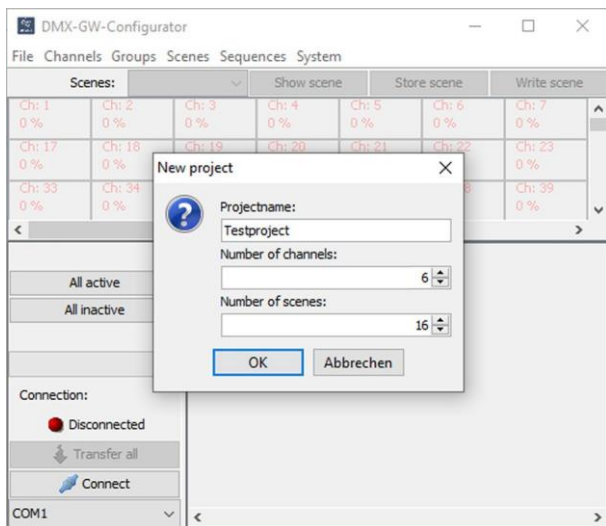 DMX-GW-Configurator
File Channels Groups Scenes Sequences System
Scenes: Show scene Store scene Write scene
Ch: 1 Ch: 2 Ch: 3 Ch: 4 Ch: 5 Ch: 6 Ch: 7
0 % 0 % 0 % 0 % 0 % 0 % 0 %
Ch: 17 Ch: 18 Ch: 19 Ch: 20 Ch: 21 Ch: 22 Ch: 23
0 % 0 % 0 %
Ch: 33 Ch: 34 Ch: 39
0 % 0 % 0 %
New project
Projectname:
Testproject
Number of channels:
6
Number of scenes:
16
OK Abbrechen
All active
All inactive
Connection:
Disconnected
Transfer all
Connect
COM1